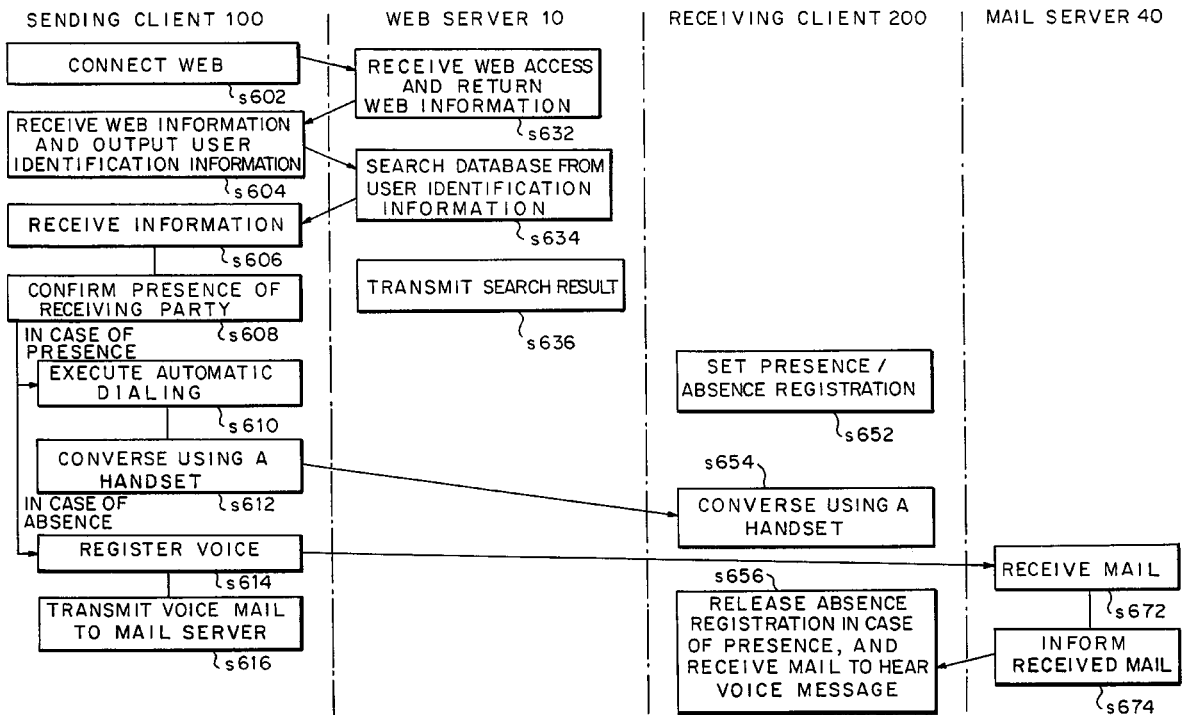 SENDING CLIENT 100
WEB SERVER 10
RECEIVING CLIENT 200
MAIL SERVER 40
CONNECT WEB
s602
RECEIVE WEB ACCESS
AND RETURN
WEB INFORMATION
s632
RECEIVE WEB INFORMATION
AND OUTPUT USER
IDENTIFICATION INFORMATION
s604
SEARCH DATABASE FROM
USER IDENTIFICATION
INFORMATION
s634
RECEIVE INFORMATION
s606
TRANSMIT SEARCH RESULT
s636
CONFIRM PRESENCE OF
RECEIVING PARTY
s608
IN CASE OF
PRESENCE
EXECUTE AUTOMATIC
DIALING
s610
SET PRESENCE /
ABSENCE REGISTRATION
s652
CONVERSE USING A
HANDSET
s612
s654
CONVERSE USING A
HANDSET
IN CASE OF
ABSENCE
REGISTER VOICE
s614
RECEIVE MAIL
s672
TRANSMIT VOICE MAIL
TO MAIL SERVER
s616
s656
RELEASE ABSENCE
REGISTRATION IN CASE
OF PRESENCE, AND
RECEIVE MAIL TO HEAR
VOICE MESSAGE
INFORM
RECEIVED MAIL
s674